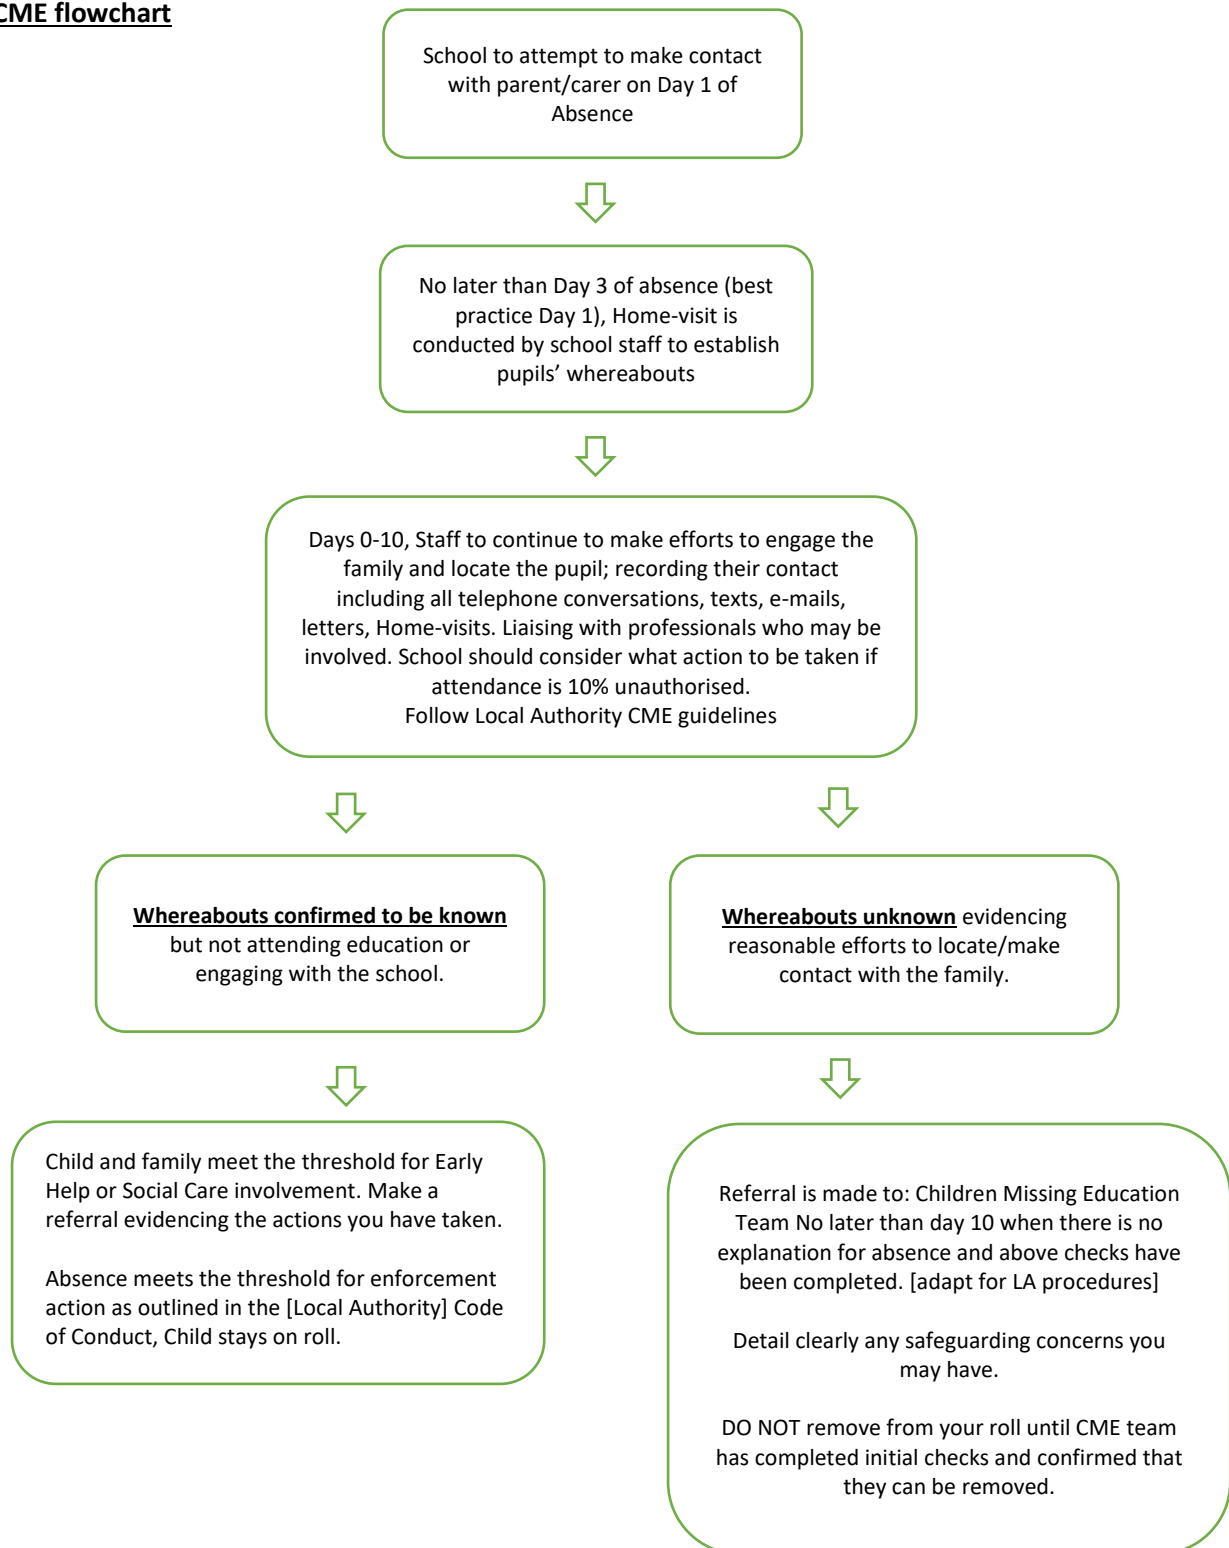 CME flowchart
School to attempt to make contact
with parent/carer on Day 1 of
Absence
No later than Day 3 of absence (best
practice Day 1), Home-visit is
conducted by school staff to establish
pupils’ whereabouts
Days 0-10, Staff to continue to make efforts to engage the
family and locate the pupil; recording their contact
including all telephone conversations, texts, e-mails,
letters, Home-visits. Liaising with professionals who may be
involved. School should consider what action to be taken if
attendance is 10% unauthorised.
Follow Local Authority CME guidelines
Whereabouts confirmed to be known
but not attending education or
engaging with the school.
Whereabouts unknown evidencing
reasonable efforts to locate/make
contact with the family.
Child and family meet the threshold for Early
Help or Social Care involvement. Make a
referral evidencing the actions you have taken.
Absence meets the threshold for enforcement
action as outlined in the [Local Authority] Code
of Conduct, Child stays on roll.
Referral is made to: Children Missing Education
Team No later than day 10 when there is no
explanation for absence and above checks have
been completed. [adapt for LA procedures]
Detail clearly any safeguarding concerns you
may have.
DO NOT remove from your roll until CME team
has completed initial checks and confirmed that
they can be removed.